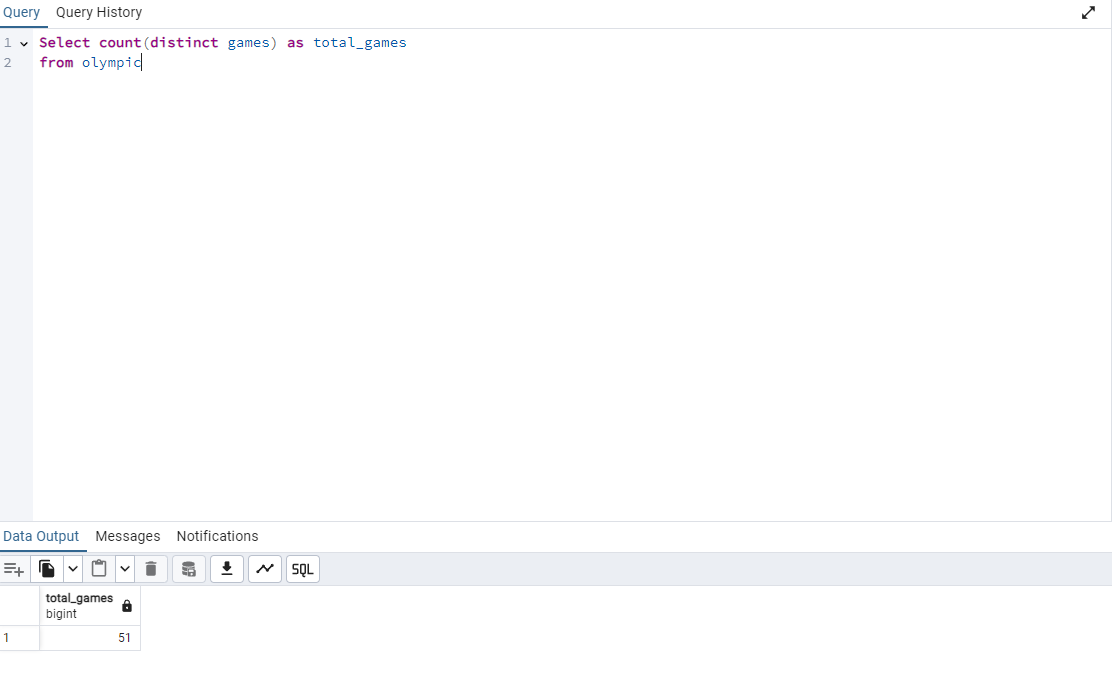 Query Query History
1 Select count(distinct games) as total_games
2 from olympic
Data Output Messages Notifications
SQL
total_games
bigint
1 51